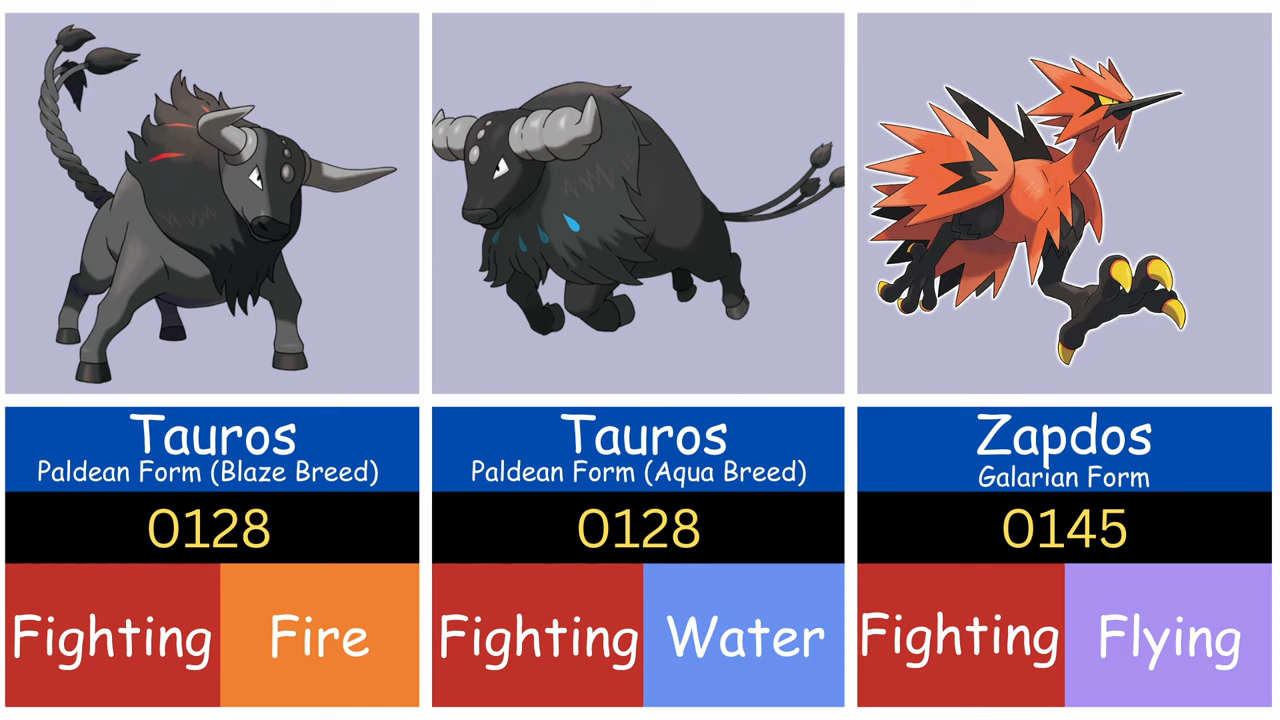 Tauros
Paldean Form (Blaze Breed)
0128
Fighting
Fire
Tauros
Paldean Form (Aqua Breed)
0128
Fighting
Water
Zapdos
Galarian Form
0145
Fighting
Flying